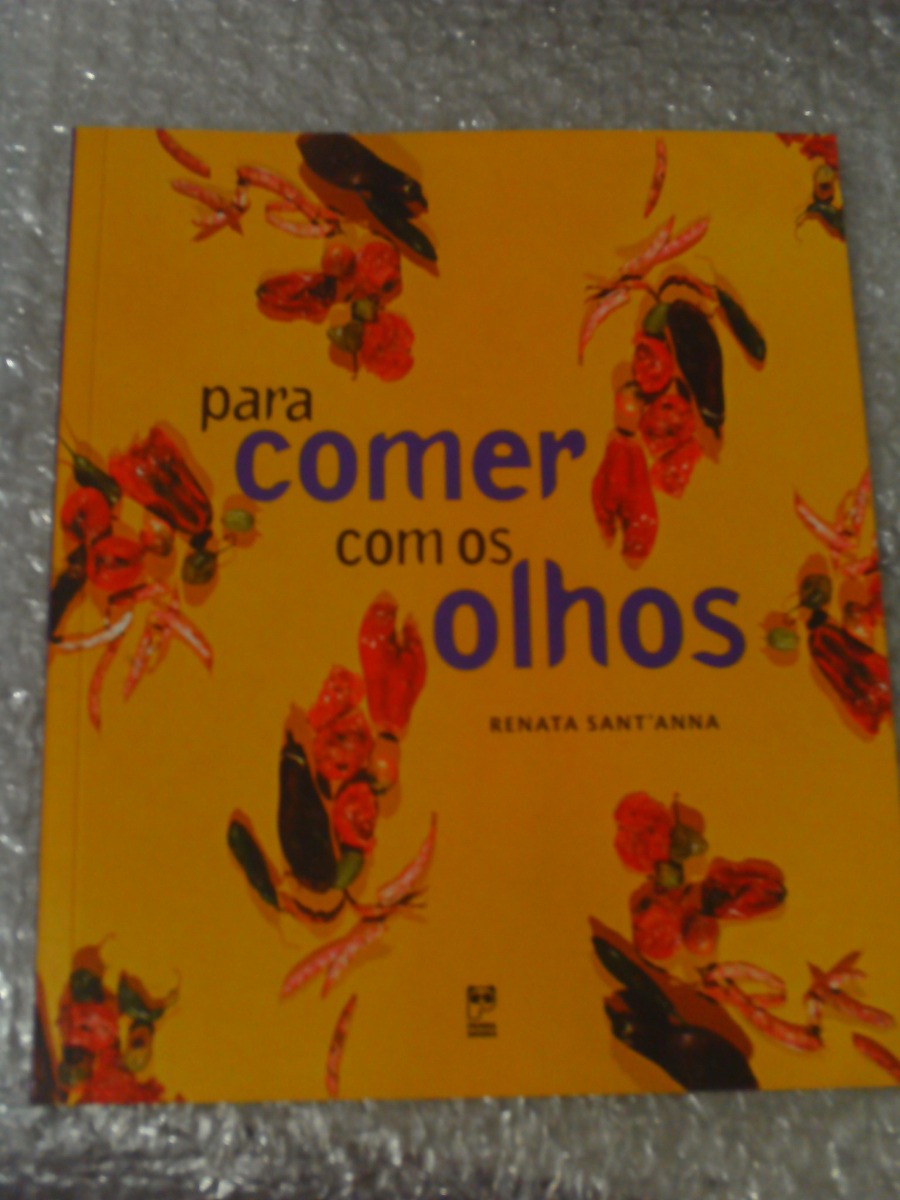 para
comer
com os
olhos
RENATA SANT'ANNA